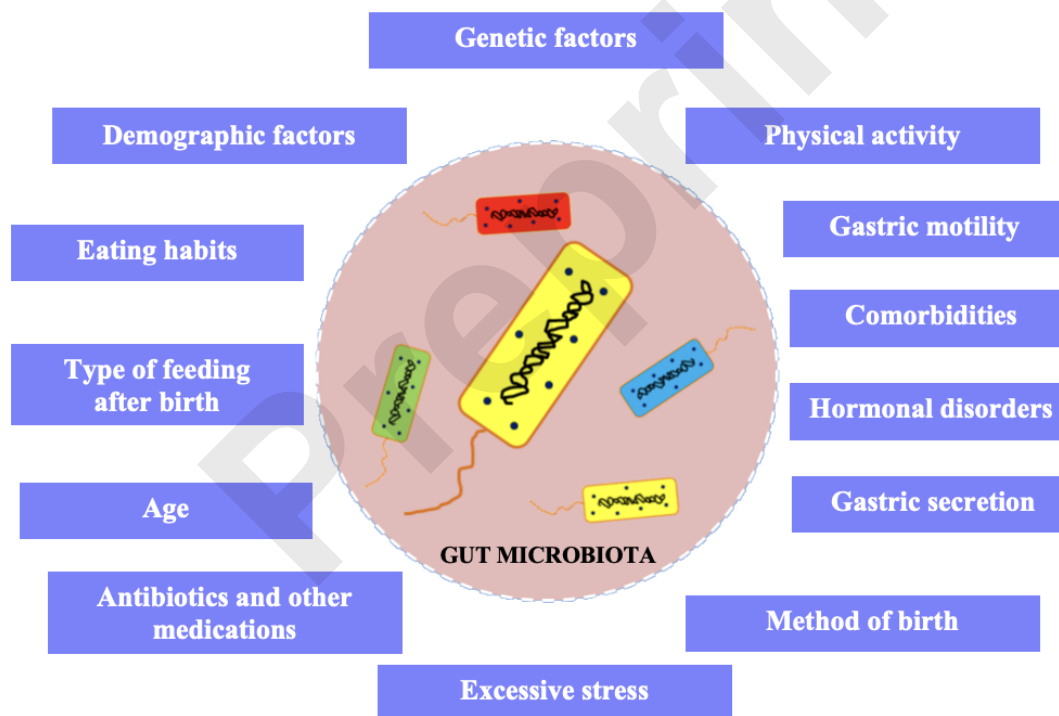 Genetic factors
Demographic factors
Physical activity
Eating habits
Gastric motility
Comorbidities
Type of feeding
after birth
Hormonal disorders
Age
Gastric secretion
GUT MICROBIOTA
Antibiotics and other
medications
Method of birth
Excessive stress
Preprin